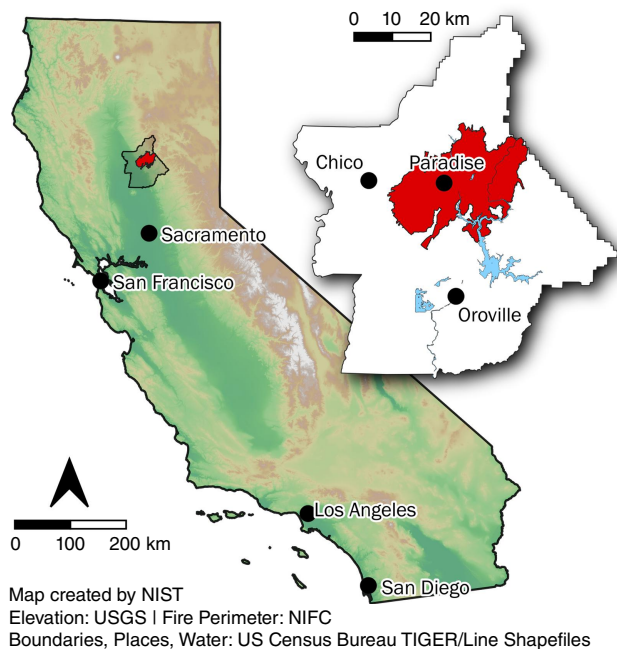 0 10 20 km
Chico
Paradise
Sacramento
San Francisco
Oroville
Los Angeles
0 100 200 km
San Diego
Map created by NIST
Elevation: USGS | Fire Perimeter: NIFC
Boundaries, Places, Water: US Census Bureau TIGER/Line Shapefiles